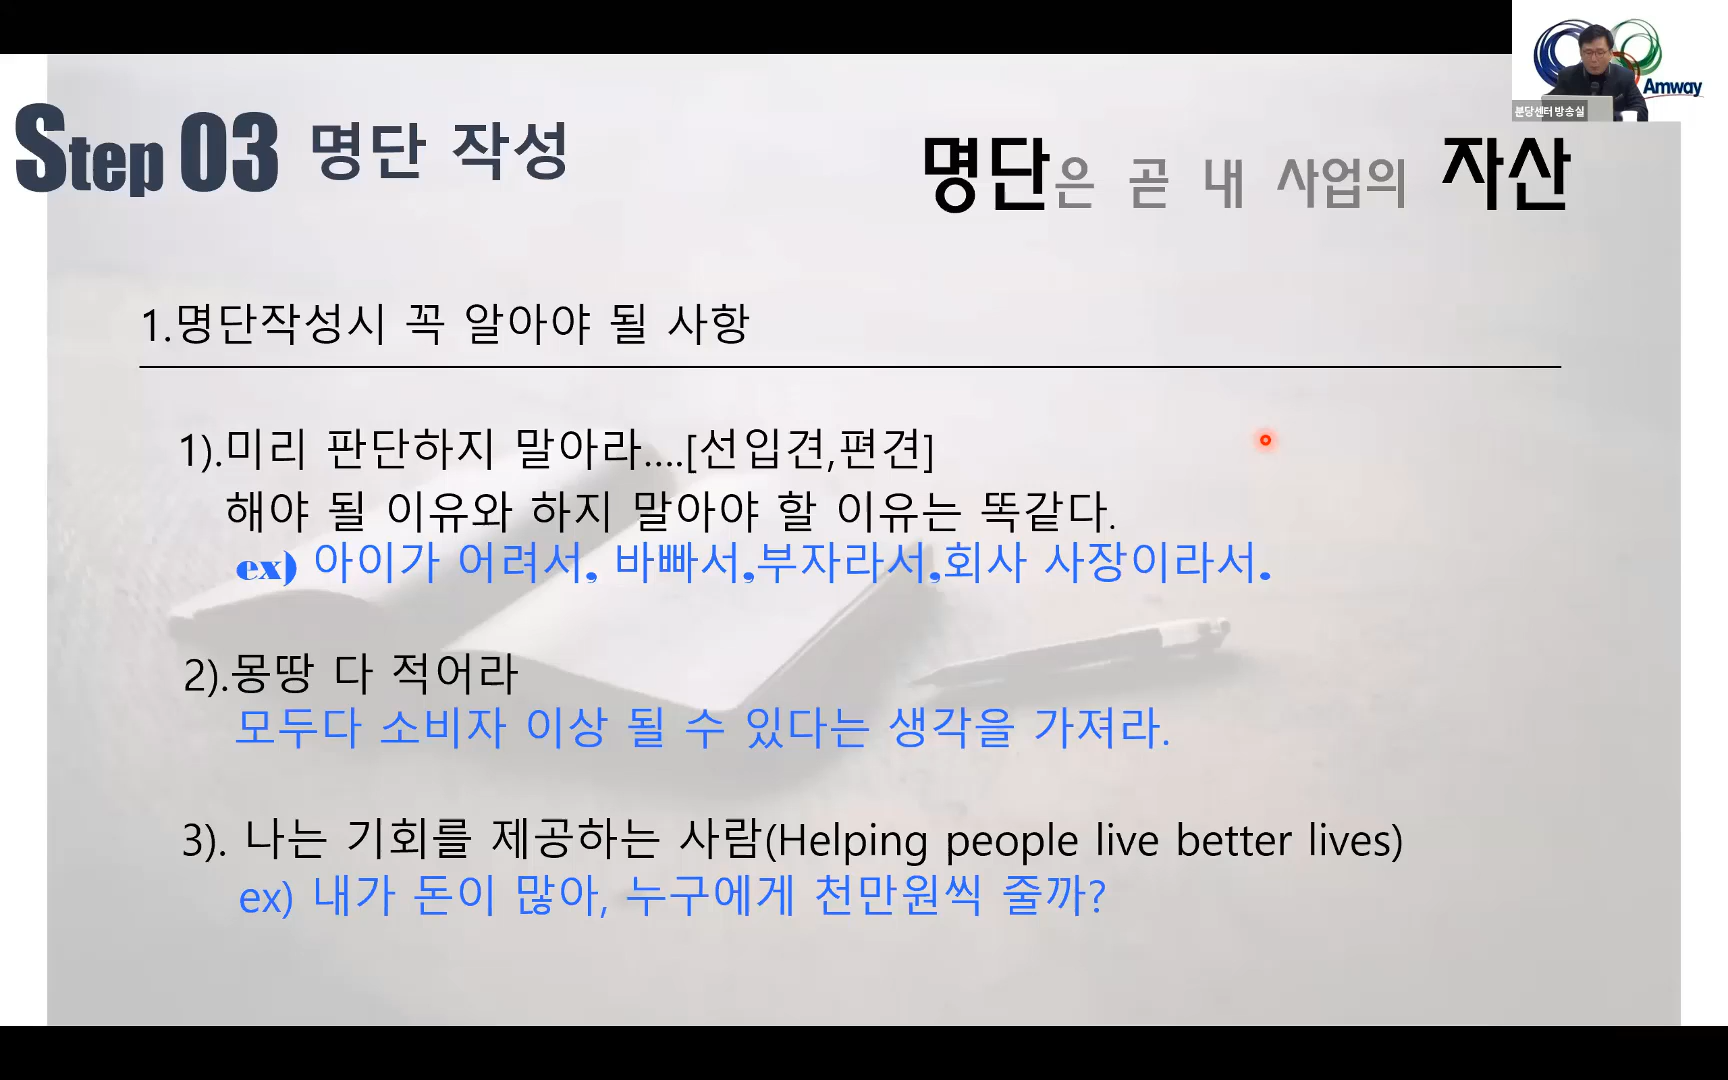 Step 03 명단 작성
명단은 곧 내 사업의 자산
Amway
분당센터 방송실
1.명단작성시 꼭 알아야 될 사항
1).미리 판단하지 말아라....[선입견,편견]
해야 될 이유와 하지 말아야 할 이유는 똑같다.
ex) 아이가 어려서, 바빠서,부자라서,회사 사장이라서.
2).몽땅 다 적어라
모두다 소비자 이상 될 수 있다는 생각을 가져라.
3). 나는 기회를 제공하는 사람(Helping people live better lives)
ex) 내가 돈이 많아, 누구에게 천만원씩 줄까?